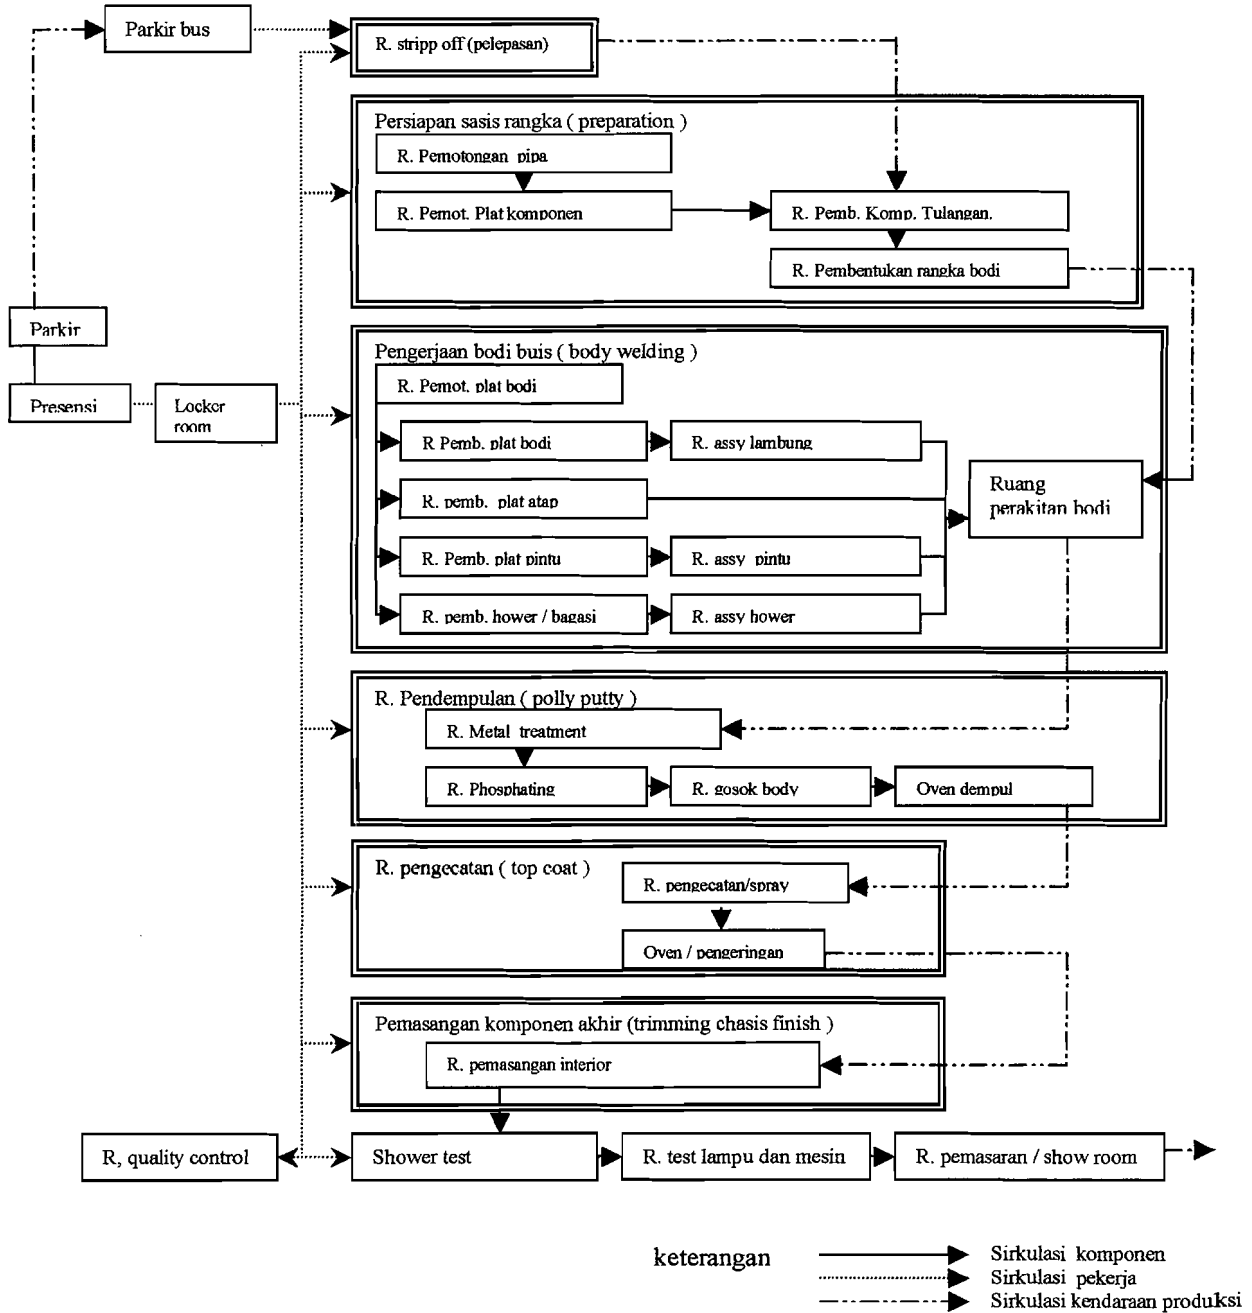 Parkir bus
R. stripp off (pelepasan)
Persiapan sasis rangka ( preparation )
R. Pemotongan pipa
R. Pemot. Plat komponen
R. Pemb. Komp. Tulangan.
R. Pembentukan rangka bodi
Parkir
Presensi
Locker
room
Pengerjaan bodi buis ( body welding )
R. Pemot. plat bodi
R Pemb. plat bodi
R. assy lambung
R. pemb. plat atap
R. Pemb. plat pintu
R. assy pintu
R. pemb. hower / bagasi
R. assy hower
Ruang
perakitan bodi
R. Pendempulan ( polly putty )
R. Metal treatment
R. Phosphating
R. gosok body
Oven dempul
R. pengecatan ( top coat )
R. pengecatan/spray
Oven / pengeringan
Pemasangan komponen akhir (trimming chasis finish )
R. pemasangan interior
R, quality control
Shower test
R. test lampu dan mesin
R. pemasaran / show room
keterangan
Sirkulasi komponen
Sirkulasi pekerja
Sirkulasi kendaraan produksi